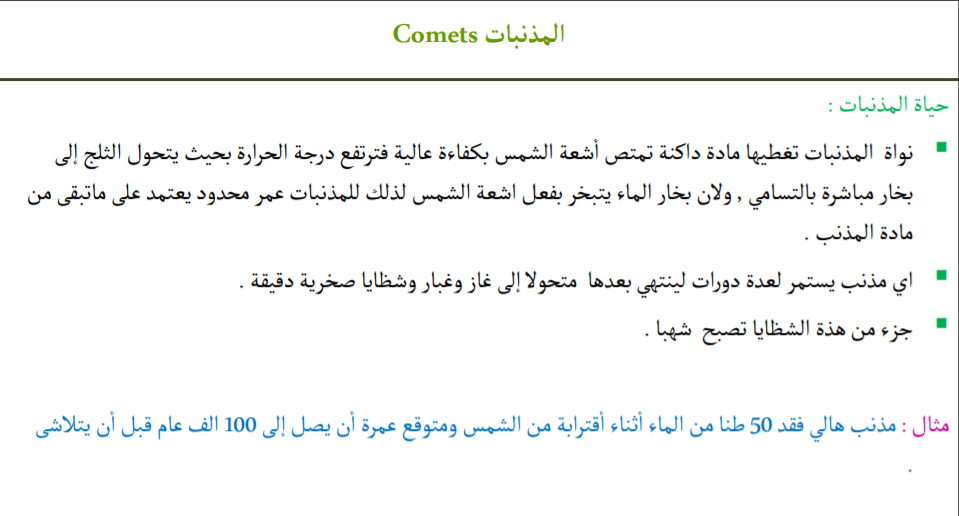 المذنبات Comets
حياة المذنبات :
نواة المذنبات تغطيها مادة داكنة تمتص أشعة الشمس بكفاءة عالية فترتفع درجة الحرارة بحيث يتحول الثلج إلى
بخار مباشرة بالتسامي , ولان بخار الماء يتبخر بفعل اشعة الشمس لذلك للمذنبات عمر محدود يعتمد على ماتبقى من
مادة المذنب .
اي مذنب يستمر لعدة دورات لينتهي بعدها متحولا إلى غاز وغبار وشظايا صخرية دقيقة .
جزء من هذة الشظايا تصبح شهبا .
مثال : مذنب هالي فقد 50 طنا من الماء أثناء أقترابة من الشمس ومتوقع عمرة أن يصل إلى 100 الف عام قبل أن يتلاشى
.